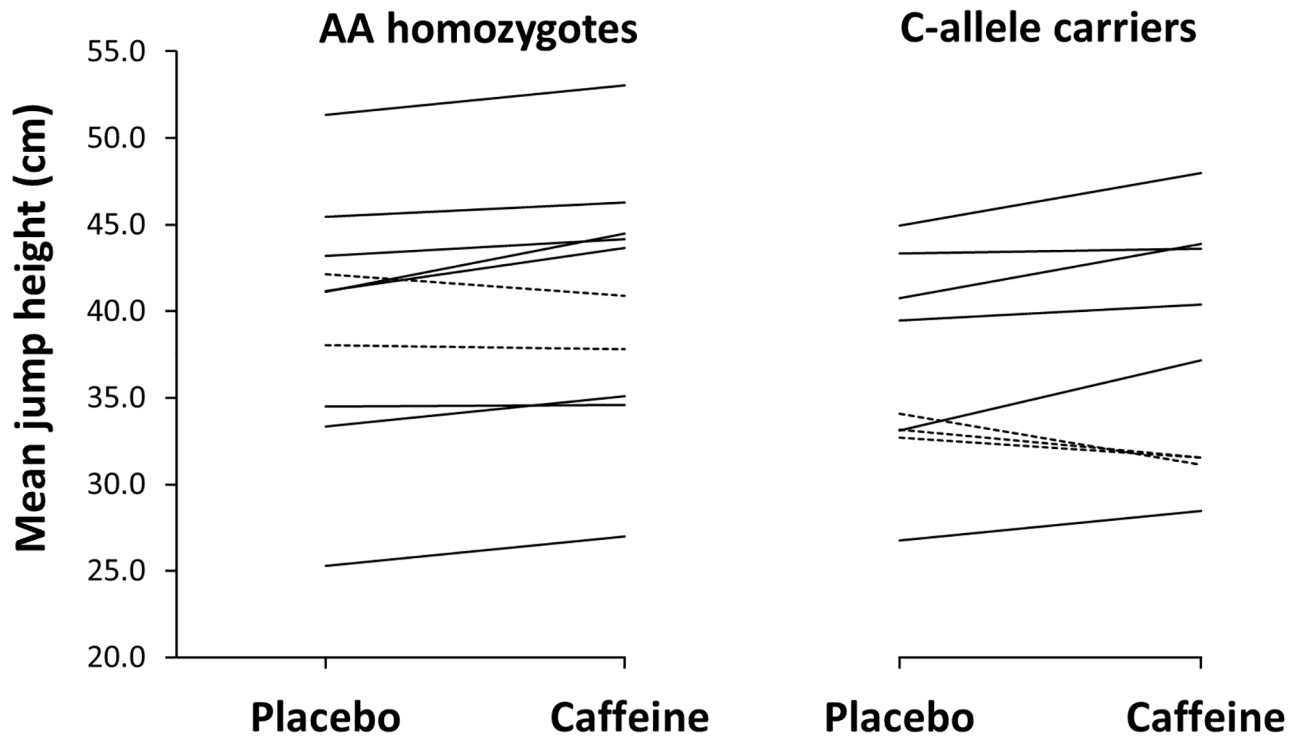 AA homozygotes
C-allele carriers
Mean jump height (cm)
55.0
50.0
45.0
40.0
35.0
30.0
25.0
20.0
Placebo
Caffeine
Placebo
Caffeine